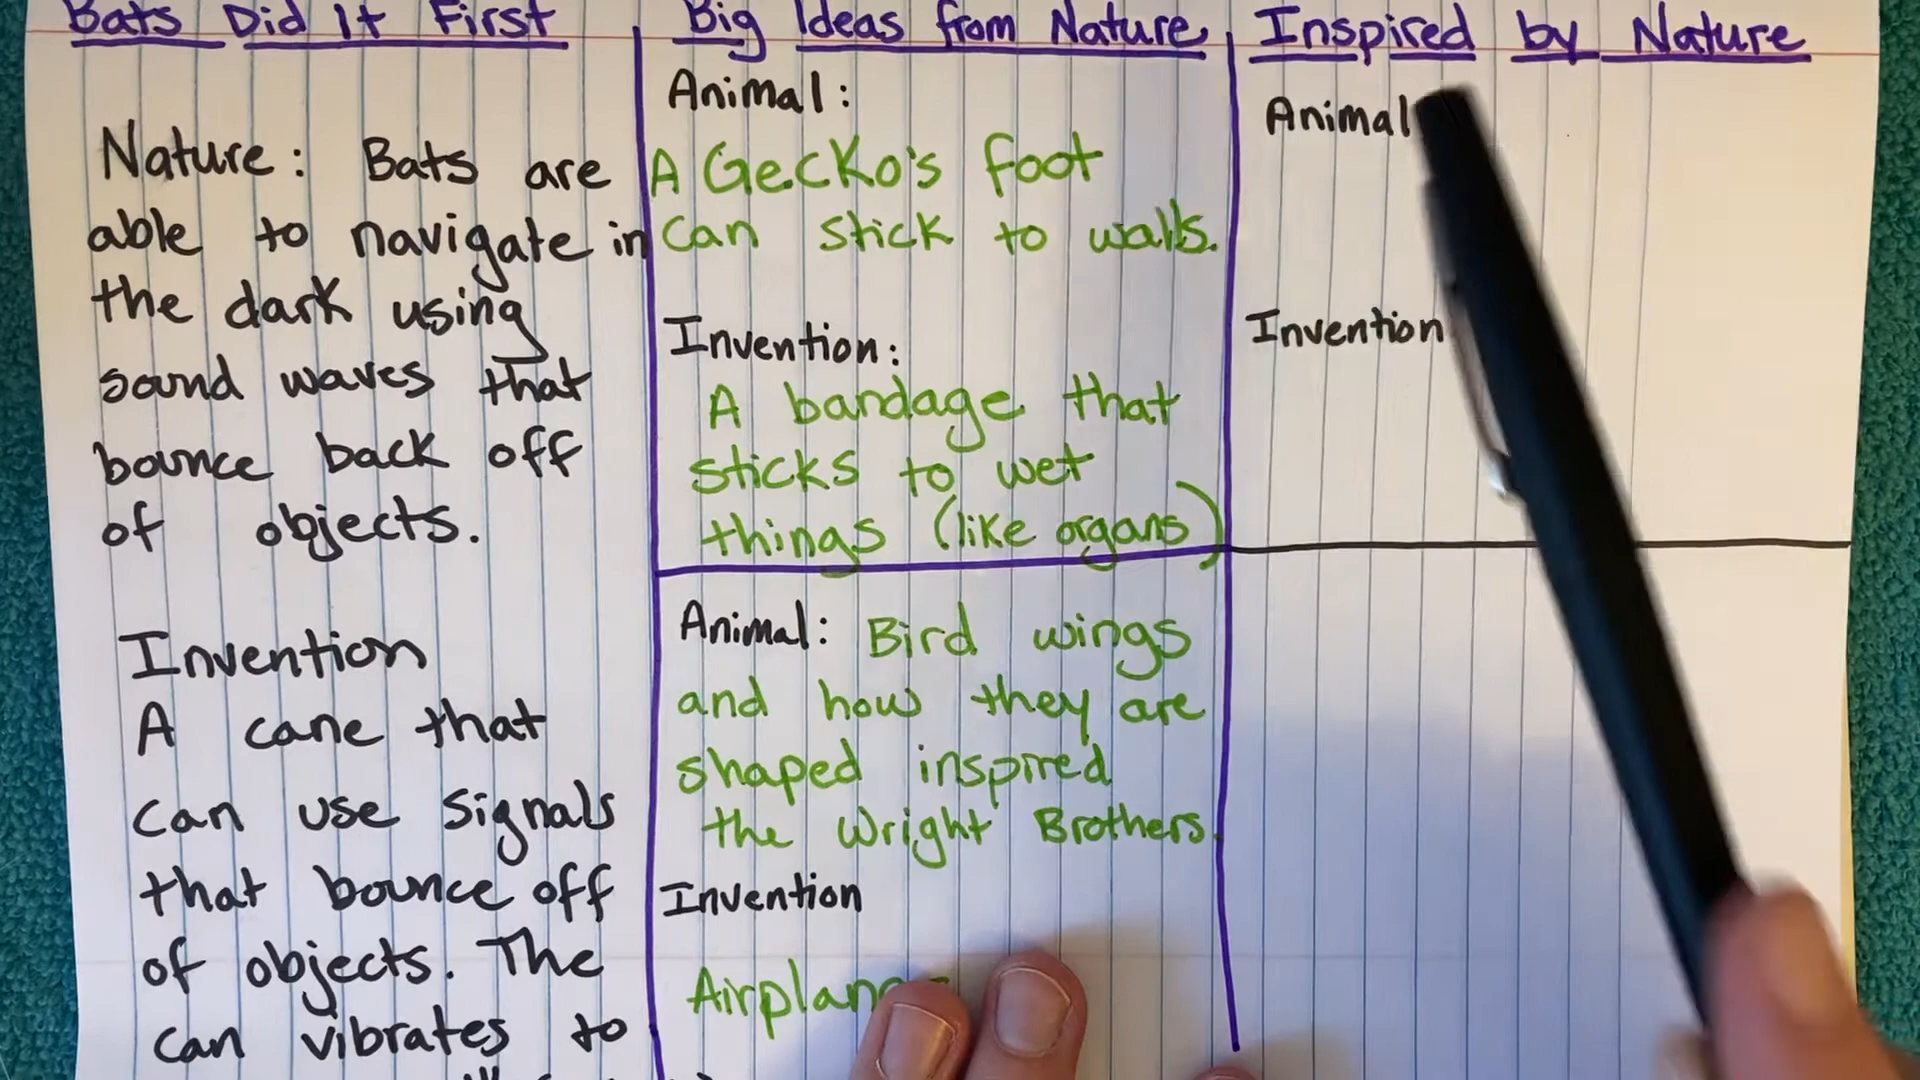 Bats Did It First
Nature: Bats are
able to navigate in
the dark using
sound waves that
bounce back off
of objects.
Invention
A cane that
can use signals
that bounce off
of objects. The
can vibrates to
Big Ideas from Nature
Animal:
A Gecko's foot
can stick to walls.
Invention:
A bandage that
sticks to wet
things (like organs)
Animal: Bird wings
and how they are
shaped inspired
the Wright Brothers.
Invention
Inspired by Nature
Animal
Invention